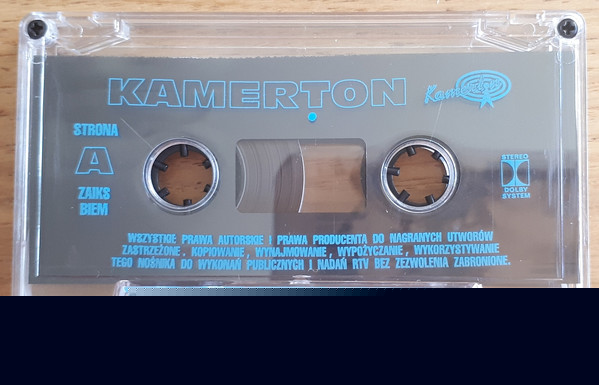 KAMERTON
STRONA
A
ZAIKS
BIEM
STEREO
DOLBY
SYSTEM
WSZYSTKIE PRAWA AUTORSKIE I PRAWA PRODUCENTA DO NAGRANYCH UTWORÓW
ZASTRZEŻONE. KOPIOWANIE, WYNAJMOWANIE, WYPOŻYCZANIE, WYKORZYSTYWANIE
TEGO NOŚNIKA DO WYKONAŃ PUBLICZNYCH I NADAŃ RTV BEZ ZEZWOLENIA ZABRONIONE.